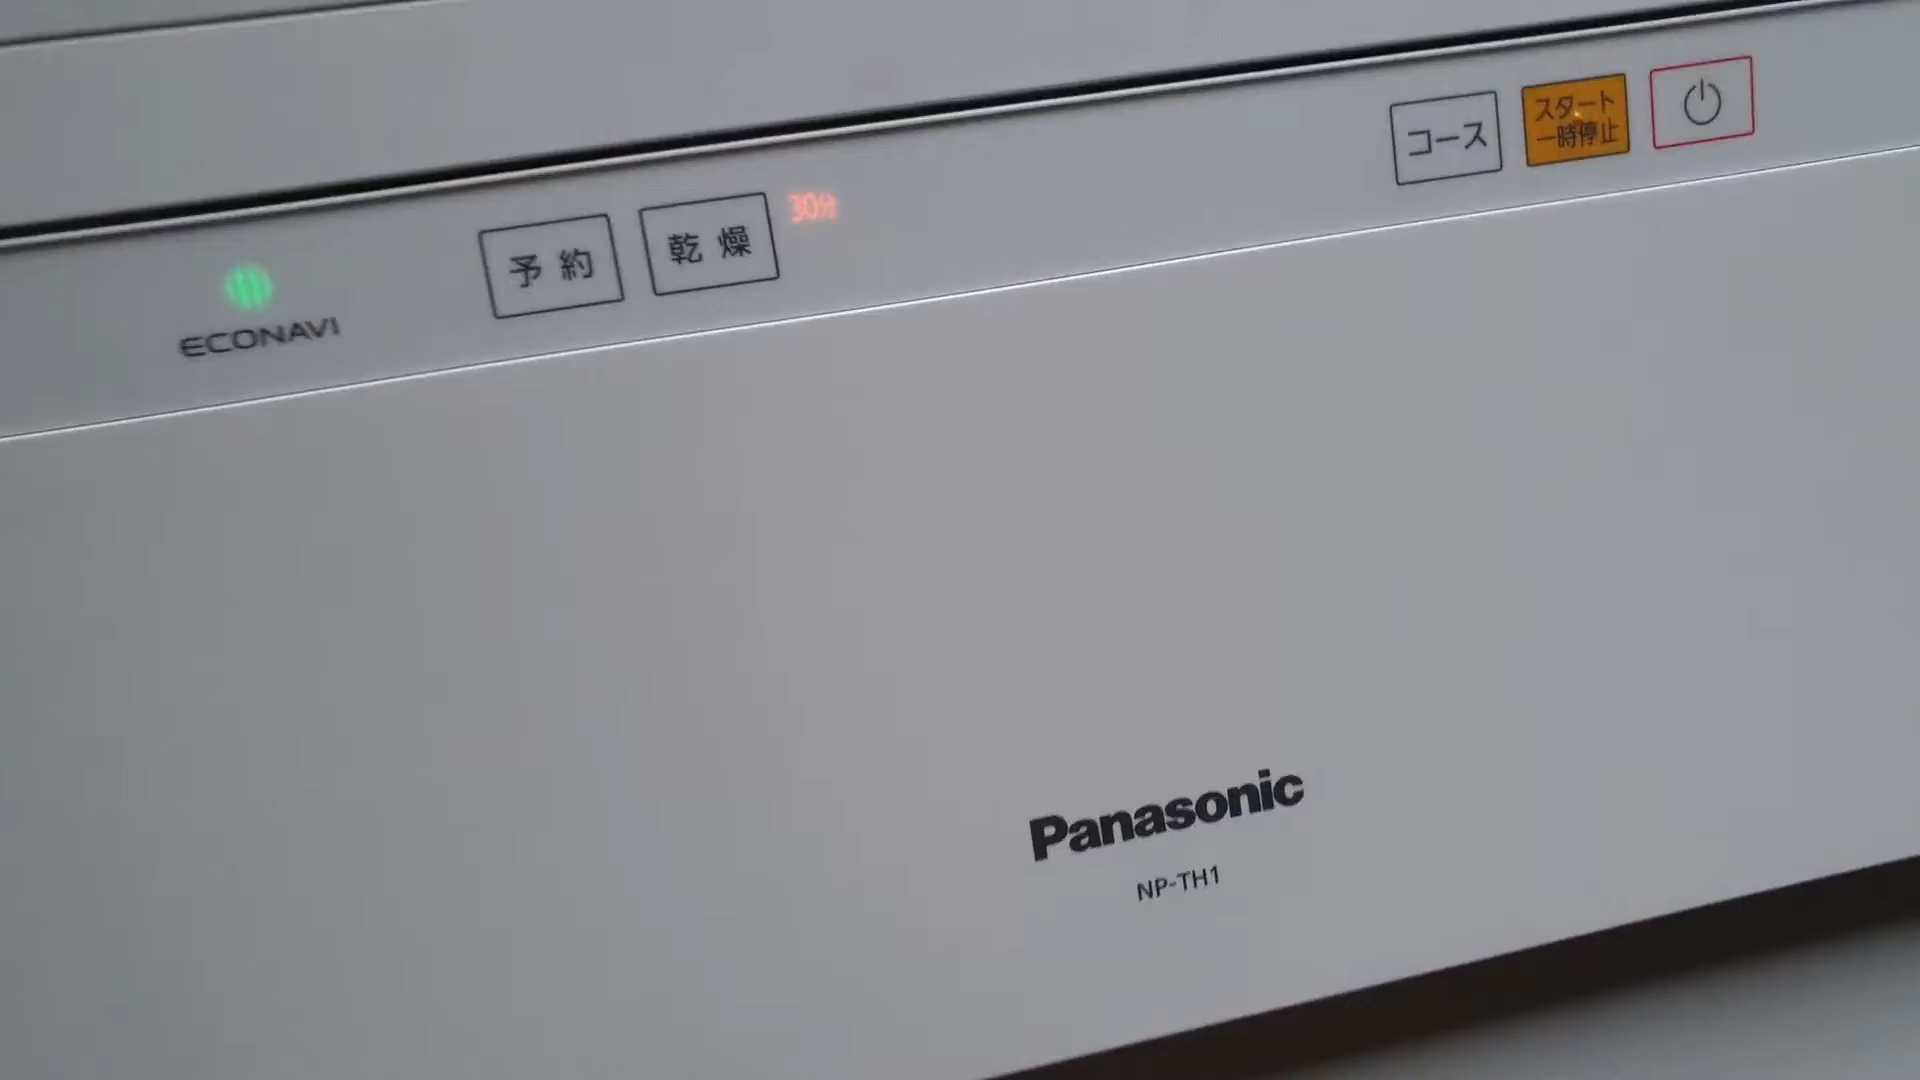 コース
スタート
一時停止
予約
乾燥
30分
ECONAVI
Panasonic
NP-TH1